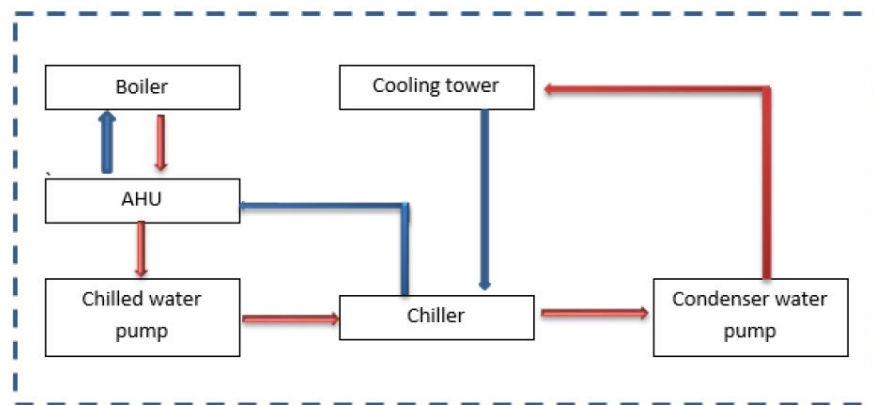 Boiler
Cooling tower
AHU
Chilled water
pump
Chiller
Condenser water
pump